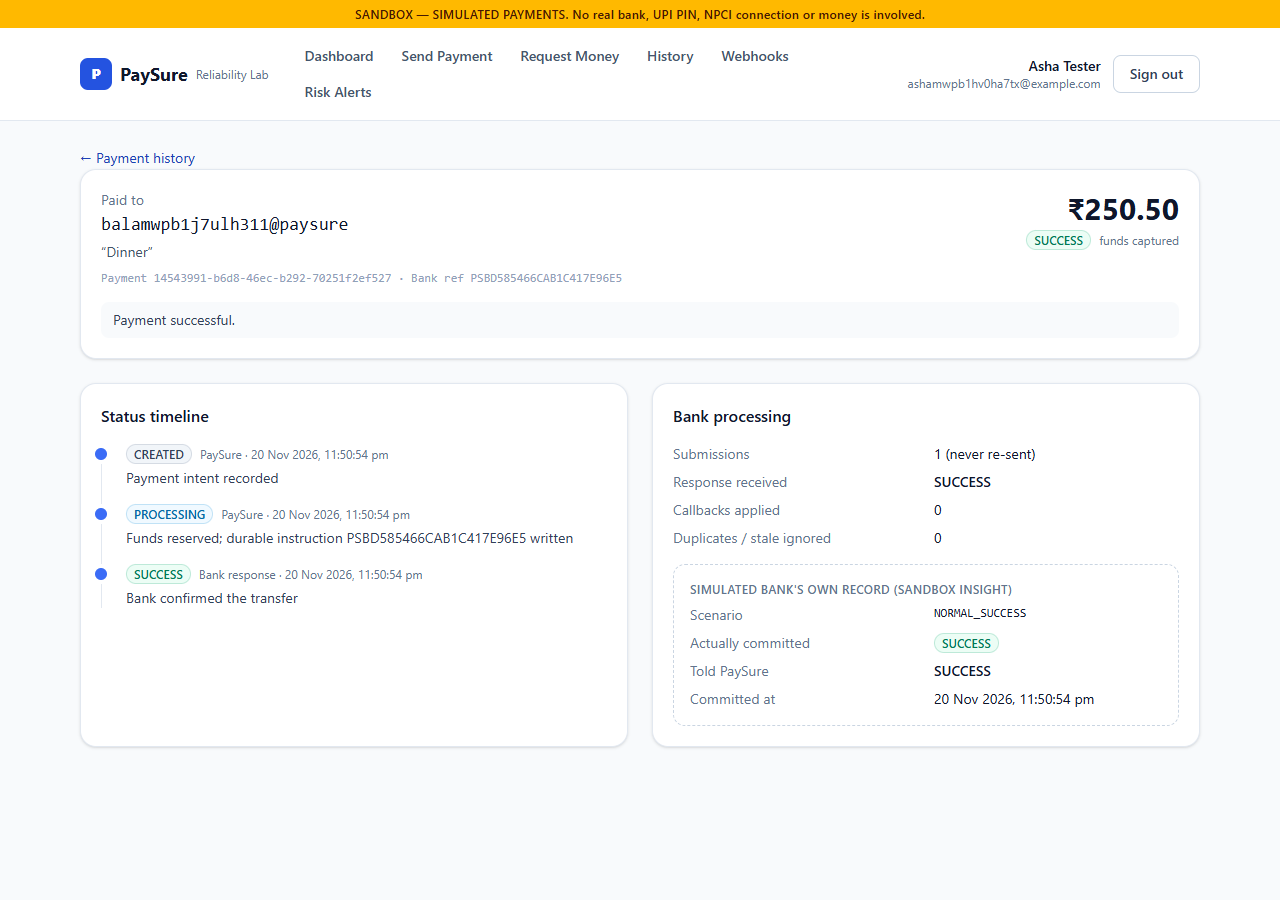 SANDBOX — SIMULATED PAYMENTS. No real bank, UPI PIN, NPCI connection or money is involved.
P PaySure Reliability Lab
Dashboard Send Payment Request Money History Webhooks
Risk Alerts
Asha Tester
ashamwpb1hv0ha7tx@example.com
Sign out
← Payment history
Paid to
balamwpb1j7ulh311@paysure
“Dinner”
Payment 14543991-b6d8-46ec-b292-70251f2ef527 · Bank ref PSBD585466CAB1C417E96E5
₹250.50
SUCCESS funds captured
Payment successful.
Status timeline
CREATED PaySure · 20 Nov 2026, 11:50:54 pm
Payment intent recorded
PROCESSING PaySure · 20 Nov 2026, 11:50:54 pm
Funds reserved; durable instruction PSBD585466CAB1C417E96E5 written
SUCCESS Bank response · 20 Nov 2026, 11:50:54 pm
Bank confirmed the transfer
Bank processing
Submissions 1 (never re-sent)
Response received SUCCESS
Callbacks applied 0
Duplicates / stale ignored 0
SIMULATED BANK'S OWN RECORD (SANDBOX INSIGHT)
Scenario NORMAL_SUCCESS
Actually committed SUCCESS
Told PaySure SUCCESS
Committed at 20 Nov 2026, 11:50:54 pm